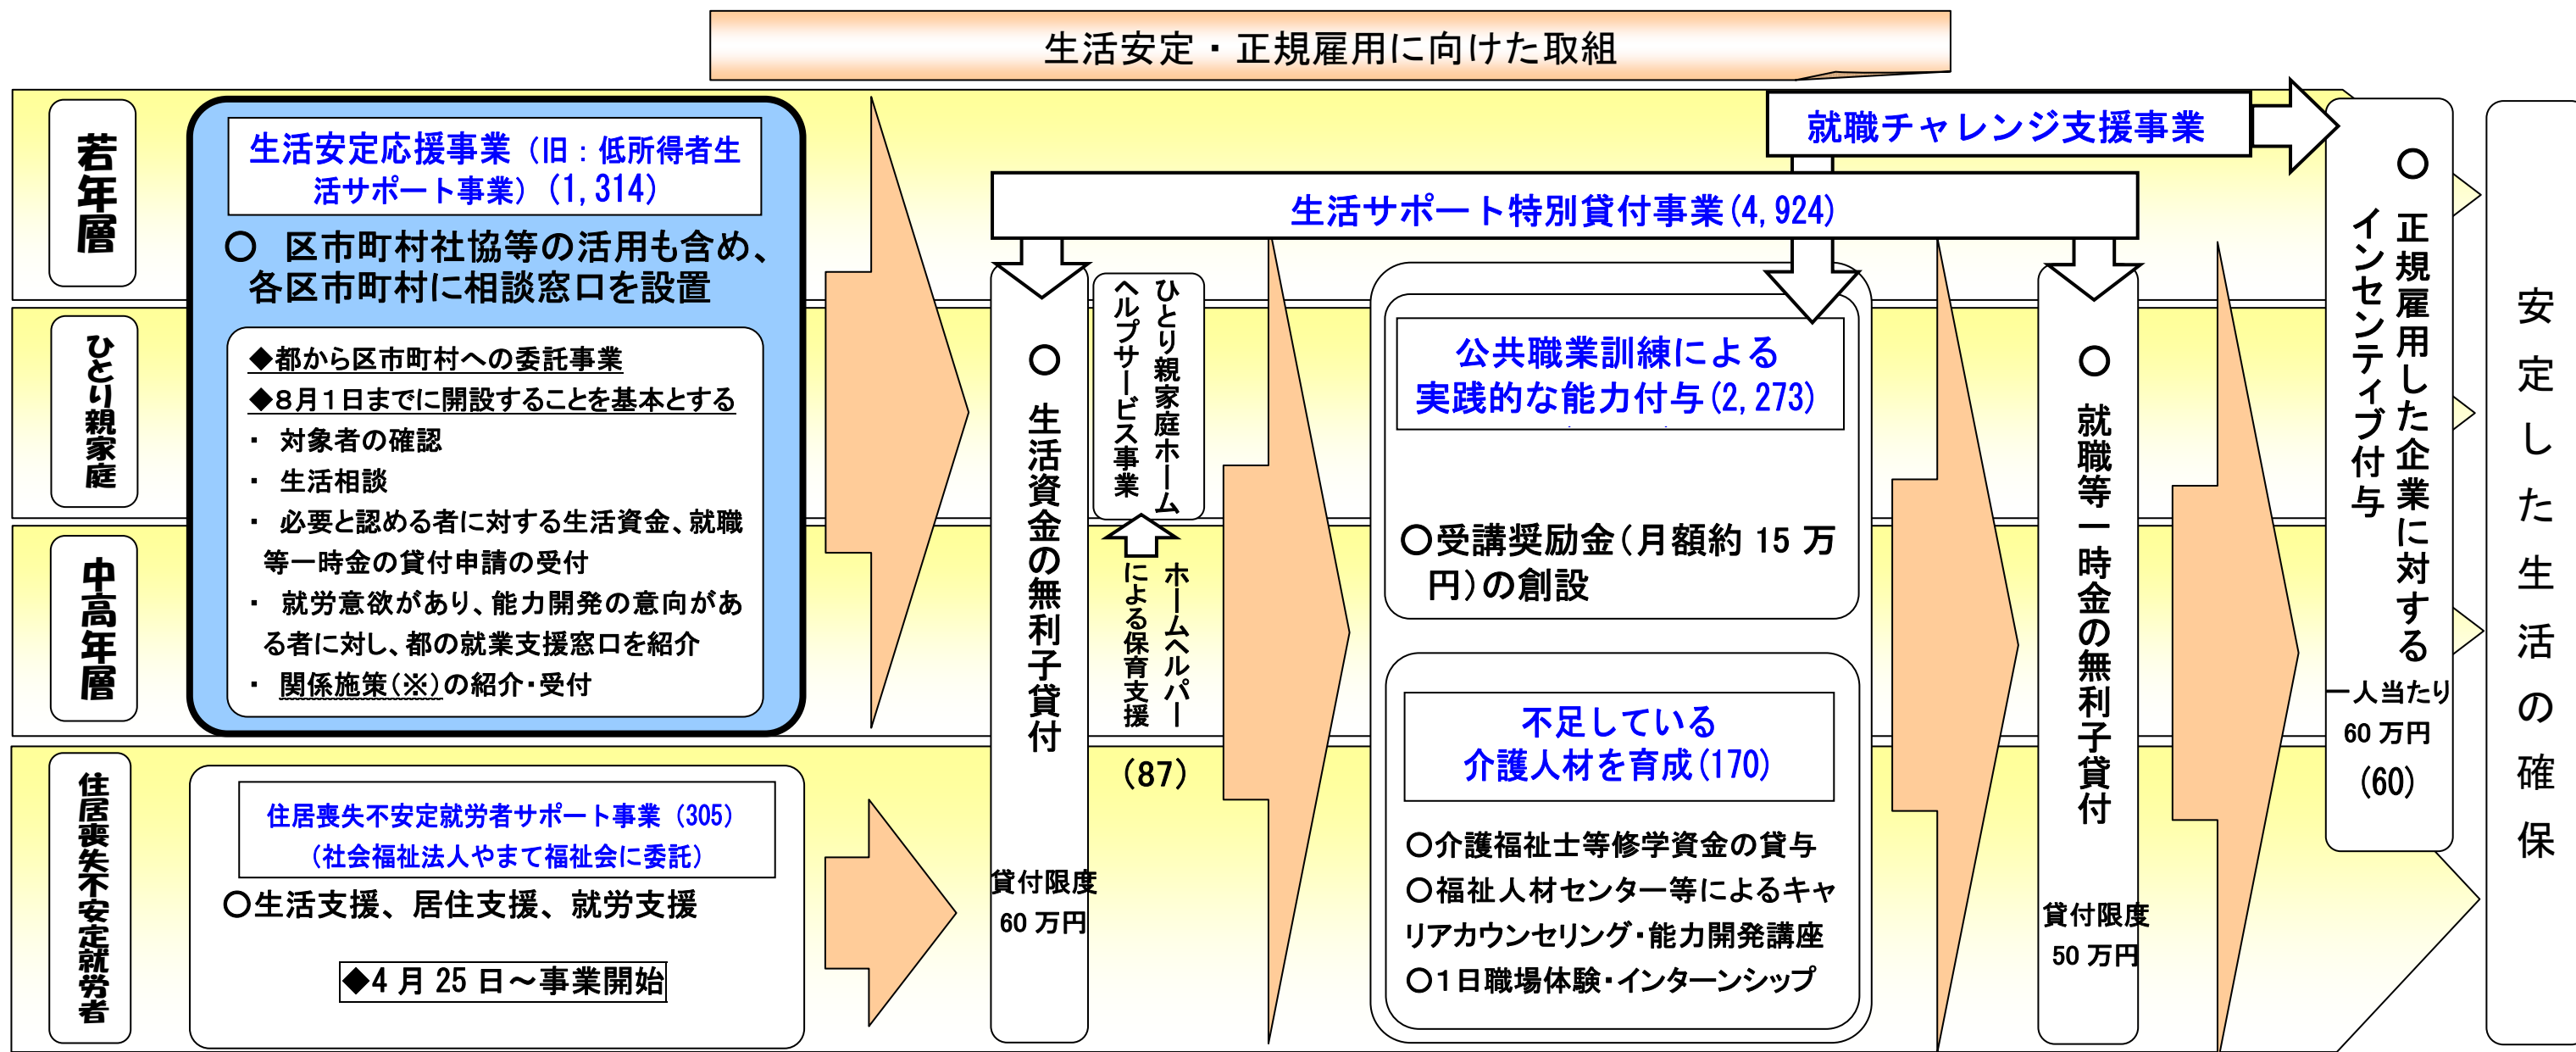 生活安定・正規雇用に向けた取組
若年層
ひとり親家庭
中高年層
住居喪失不安定就労者
生活安定応援事業（旧：低所得者生
活サポート事業）(1,314)
○　区市町村社協等の活用も含め、
各区市町村に相談窓口を設置
◆都から区市町村への委託事業
◆８月１日までに開設することを基本とする
・ 対象者の確認
・ 生活相談
・ 必要と認める者に対する生活資金、就職
等一時金の貸付申請の受付
・ 就労意欲があり、能力開発の意向があ
る者に対し、都の就業支援窓口を紹介
・ 関係施策(※)の紹介・受付
住居喪失不安定就労者サポート事業（305）
（社会福祉法人やまて福祉会に委託）
○生活支援、居住支援、就労支援
◆4 月 25 日～事業開始
就職チャレンジ支援事業
生活サポート特別貸付事業(4,924)
○ 生活資金の無利子貸付
貸付限度
60 万円
ひとり親家庭ホーム
ヘルプサービス事業
ホームヘルパー
による保育支援
(87)
公共職業訓練による
実践的な能力付与(2,273)
○受講奨励金(月額約 15 万
円)の創設
不足している
介護人材を育成(170)
○介護福祉士等修学資金の貸与
○福祉人材センター等によるキャ
リアカウンセリング・能力開発講座
○１日職場体験・インターンシップ
○ 就職等一時金の無利子貸付
貸付限度
50 万円
○ 正規雇用した企業に対する
インセンティブ付与
一人当たり
60 万円
(60)
安定した生活の確保